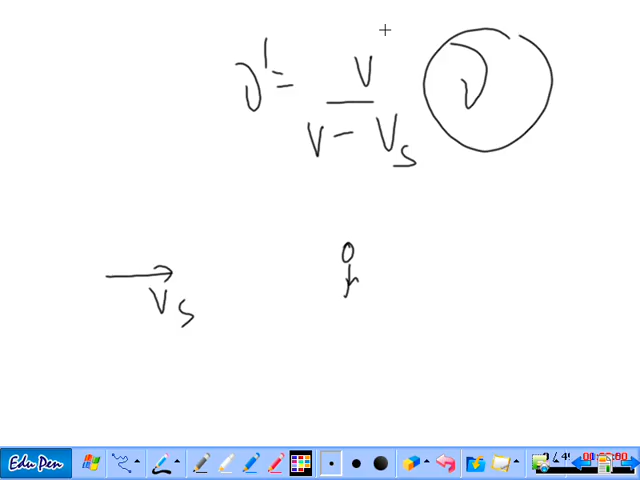 ν' = v / (v - vs) ν
vs
Edu Pen